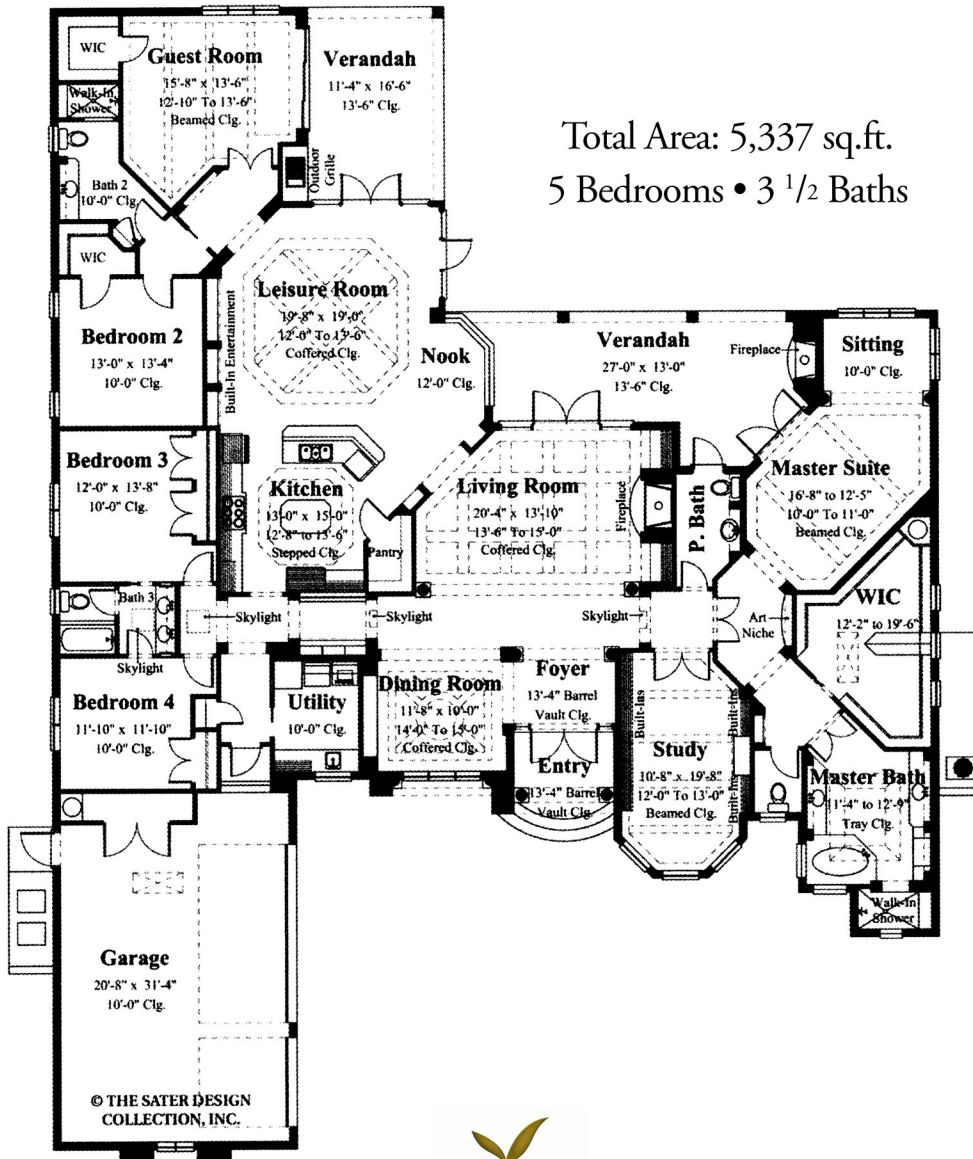 WIC
Guest Room
15'-8" x 13'-6"
12'-10" To 13'-6"
Beamed Clg.
Verandah
11'-4" x 16'-6"
13'-6" Clg.
Total Area: 5,337 sq.ft.
5 Bedrooms • 3 1/2 Baths
Walk-In
Shower
Outdoor
Grille
Bath 2
10'-0" Clg.
WIC
Leisure Room
19'-8" x 19'-0"
12'-0" To 13'-6"
Coffered Clg.
Built-In Entertainment
Bedroom 2
13'-0" x 13'-4"
10'-0" Clg.
Nook
12'-0" Clg.
Verandah
27'-0" x 13'-0"
13'-6" Clg.
Fireplace
Sitting
10'-0" Clg.
Bedroom 3
12'-0" x 13'-8"
10'-0" Clg.
Kitchen
13'-0" x 15'-0"
12'-8" to 13'-6"
Stepped Clg.
Pantry
Living Room
20'-4" x 13'-10"
13'-6" To 15'-0"
Coffered Clg.
Fireplace
P. Bath
Master Suite
16'-8" to 12'-5"
10'-0" To 11'-0"
Beamed Clg.
Bath 3
Skylight
Skylight
Skylight
Skylight
Art
Niche
WIC
12'-2" to 19'-6"
Bedroom 4
11'-10" x 11'-10"
10'-0" Clg.
Utility
10'-0" Clg.
Dining Room
11'-8" x 10'-0"
14'-0" To 15'-0"
Coffered Clg.
Foyer
13'-4" Barrel
Vault Clg.
Entry
13'-4" Barrel
Vault Clg.
Built-Ins
Built-Ins
Study
10'-8" x 19'-8"
12'-0" To 13'-0"
Beamed Clg.
Built-Ins
Master Bath
11'-4" to 12'-9"
Tray Clg.
Walk-In
Shower
Garage
20'-8" x 31'-4"
10'-0" Clg.
© THE SATER DESIGN
COLLECTION, INC.